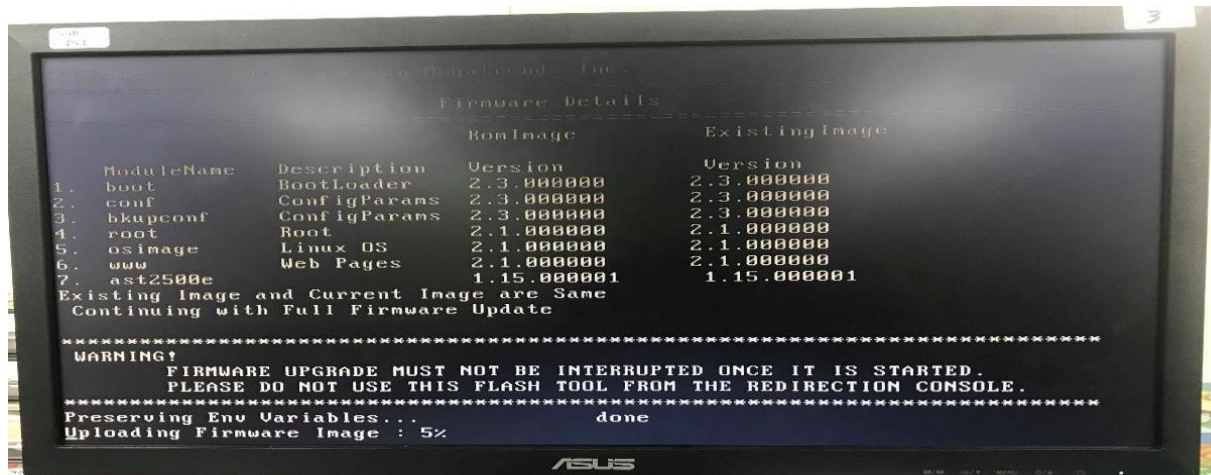 3
Megatrends Inc.
Firmware Details
RomImage ExistingImage
ModuleName Description Version Version
1. boot BootLoader 2.3.000000 2.3.000000
2. conf ConfigParams 2.3.000000 2.3.000000
3. bkupconf ConfigParams 2.3.000000 2.3.000000
4. root Root 2.1.000000 2.1.000000
5. osimage Linux OS 2.1.000000 2.1.000000
6. www Web Pages 2.1.000000 2.1.000000
7. ast2500e 1.15.000001 1.15.000001
Existing Image and Current Image are Same
Continuing with Full Firmware Update
*******************************************************************************
WARNING!
FIRMWARE UPGRADE MUST NOT BE INTERRUPTED ONCE IT IS STARTED.
PLEASE DO NOT USE THIS FLASH TOOL FROM THE REDIRECTION CONSOLE.
*******************************************************************************
Preserving Env Variables... done
Uploading Firmware Image : 5%
ASUS